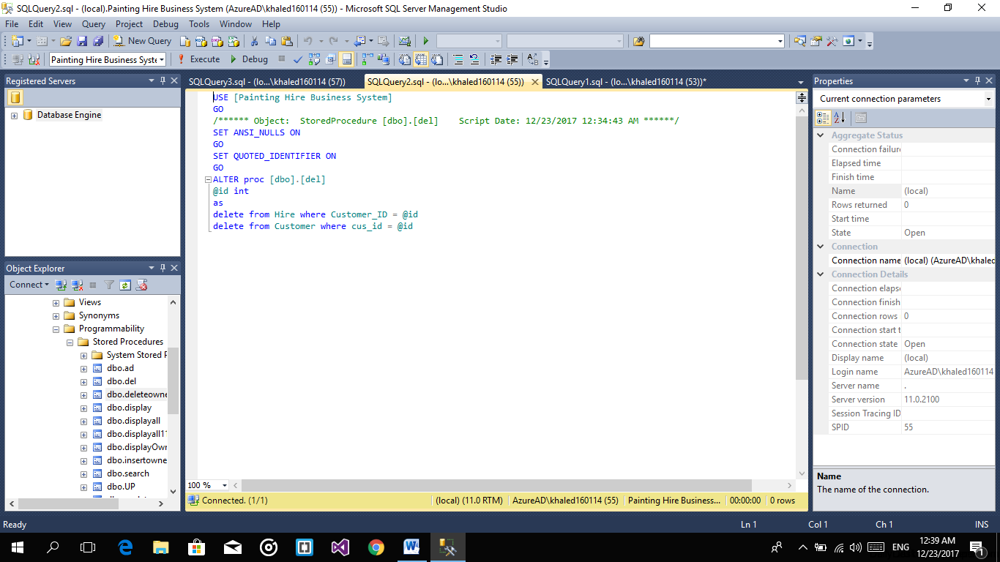 SQLQuery2.sql - (local).Painting Hire Business System (AzureAD\khaled160114 (55)) - Microsoft SQL Server Management Studio
File Edit View Query Project Debug Tools Window Help
New Query
Painting Hire Business Syste Execute Debug
Registered Servers
Database Engine
Object Explorer
Connect
Views
Synonyms
Programmability
Stored Procedures
System Stored P
dbo.ad
dbo.del
dbo.deleteowne
dbo.display
dbo.displayall
dbo.displayall1
dbo.displayOwn
dbo.insertowne
dbo.search
dbo.UP
SQLQuery3.sql - (lo...\khaled160114 (57)) SQLQuery2.sql - (lo...\khaled160114 (55)) SQLQuery1.sql - (lo...\khaled160114 (53))*
USE [Painting Hire Business System]
GO
/****** Object:  StoredProcedure [dbo].[del]    Script Date: 12/23/2017 12:34:43 AM ******/
SET ANSI_NULLS ON
GO
SET QUOTED_IDENTIFIER ON
GO
ALTER proc [dbo].[del]
@id int
as
delete from Hire where Customer_ID = @id
delete from Customer where cus_id = @id
100 %
Connected. (1/1) (local) (11.0 RTM) AzureAD\khaled160114 (55) Painting Hire Business... 00:00:00 0 rows
Properties
Current connection parameters
Aggregate Status
Connection failure
Elapsed time
Finish time
Name (local)
Rows returned 0
Start time
State Open
Connection
Connection name (local) (AzureAD\khaled
Connection Details
Connection elapse
Connection finish
Connection rows 0
Connection start t
Connection state Open
Display name (local)
Login name AzureAD\khaled160114
Server name .
Server version 11.0.2100
Session Tracing ID
SPID 55
Name
The name of the connection.
Ready Ln 1 Col 1 Ch 1 INS
ENG
12:39 AM
12/23/2017
1